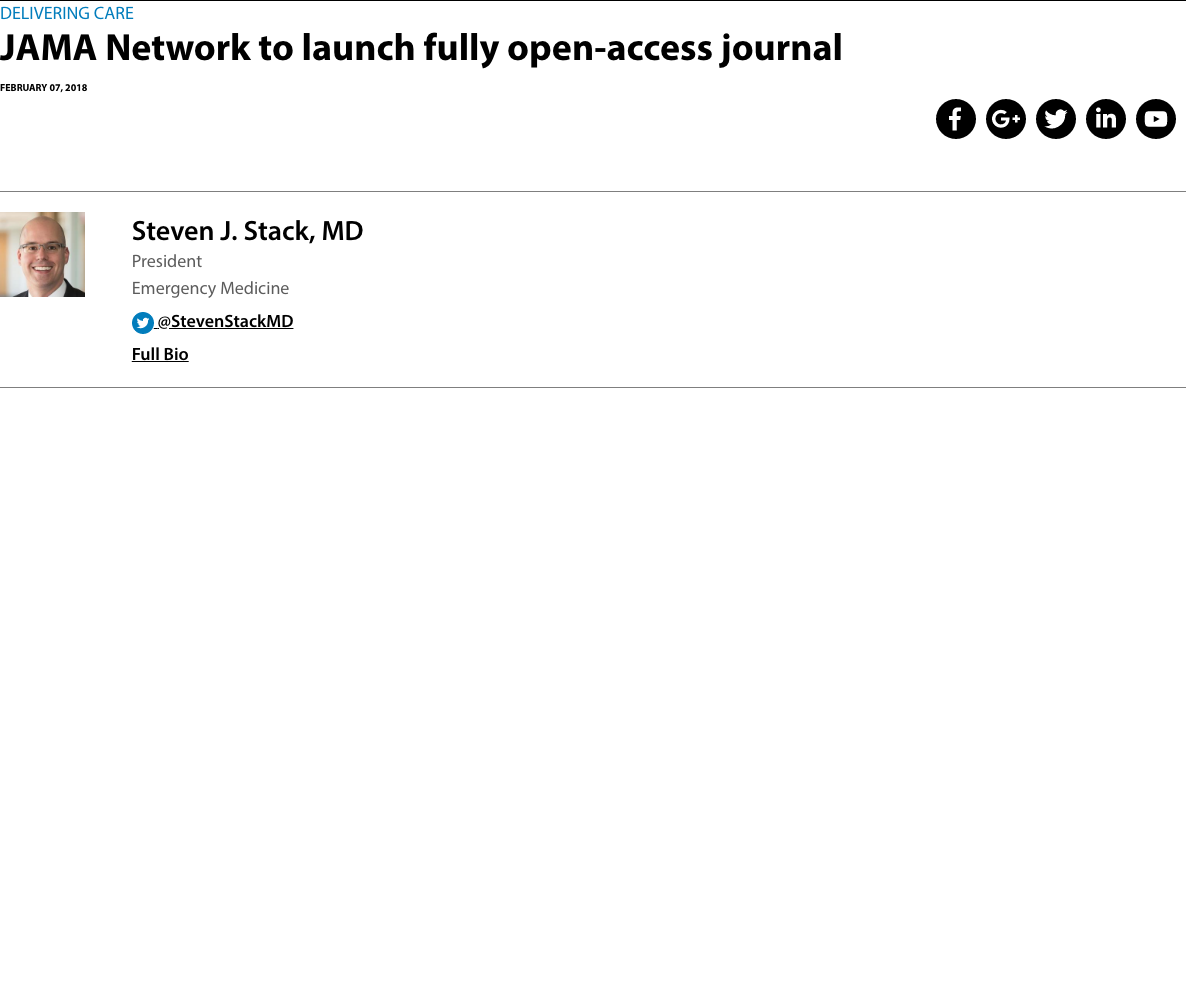 DELIVERING CARE
JAMA Network to launch fully open-access journal
FEBRUARY 07, 2018
Steven J. Stack, MD
President
Emergency Medicine
@StevenStackMD
Full Bio